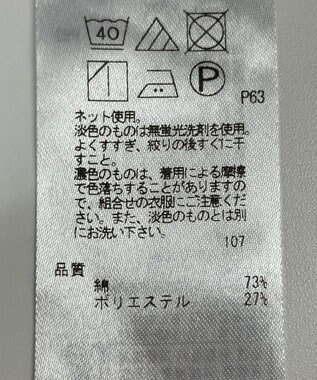 40
P
P63
ネット使用。
淡色のものは無蛍光洗剤を使用。
よくすすぎ、絞りの後すぐに干
すこと。
濃色のものは、着用による摩擦
で色落ちすることがありますの
で、組合せの衣服にご注意くだ
さい。また、淡色のものとは別
にお洗い下さい。
107
品質
綿 73%
ポリエステル 27%